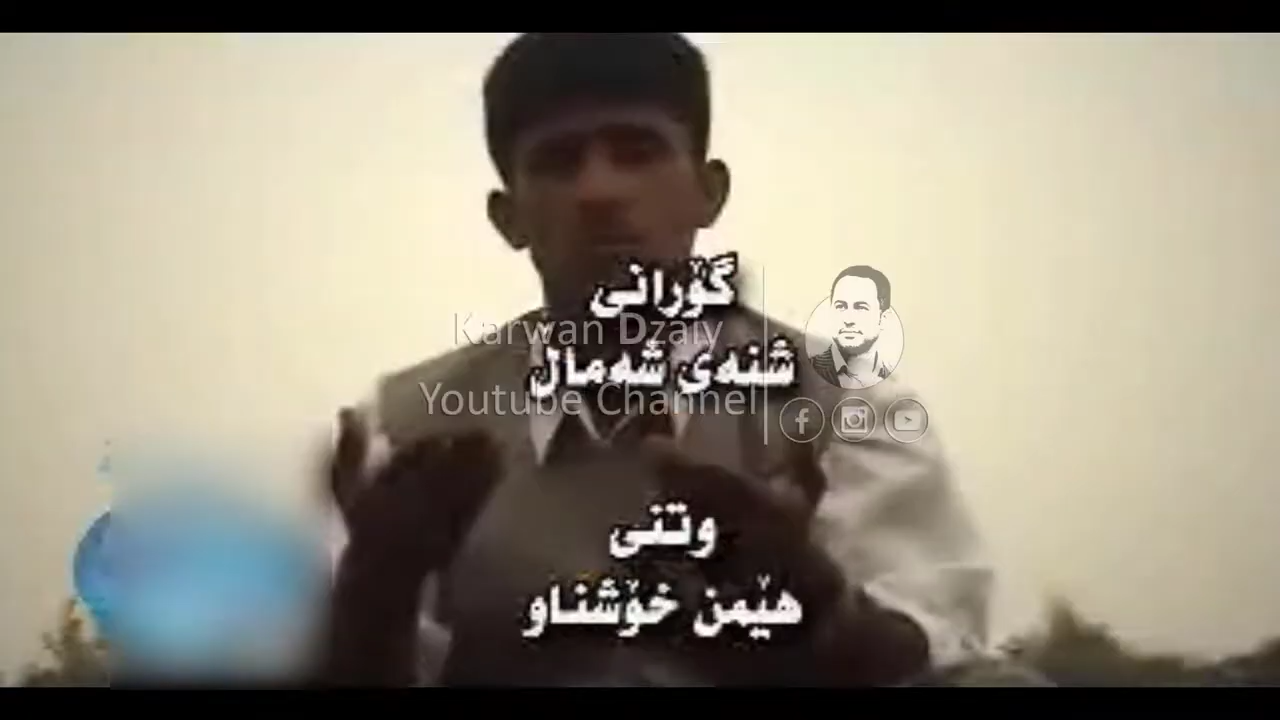 گۆرانی
Karwan Dzaiy
شنەی شەماڵ
Youtube Channel
وتنی
هێمن خۆشناو